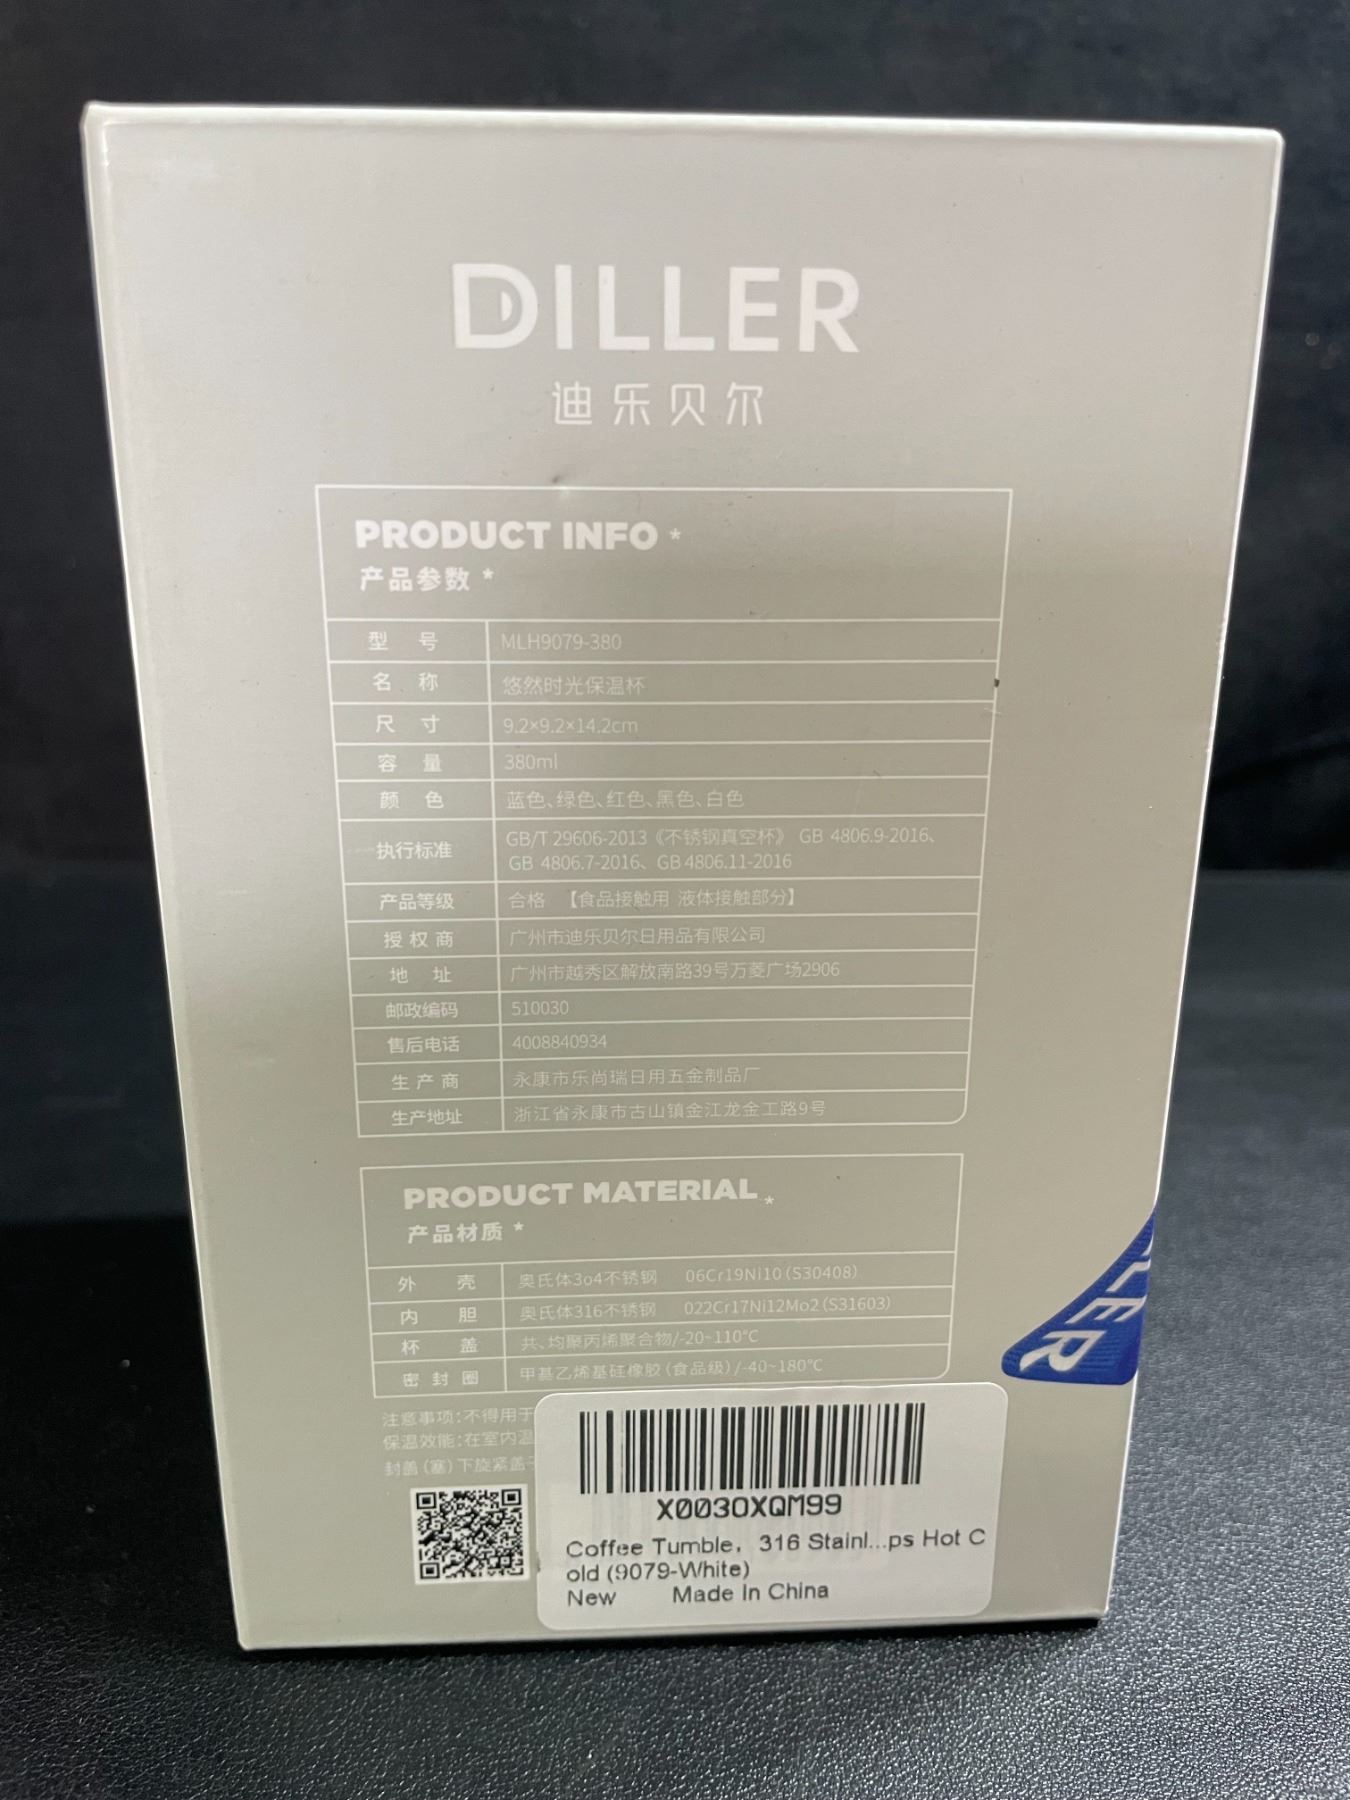 DILLER
迪乐贝尔
PRODUCT INFO *
产品参数 *
型 号 MLH9079-380
名 称 悠然时光保温杯
尺 寸 9.2×9.2×14.2cm
容 量 380ml
颜 色 蓝色、绿色、红色、黑色、白色
执行标准 GB/T 29606-2013《不锈钢真空杯》 GB 4806.9-2016、
GB 4806.7-2016、GB 4806.11-2016
产品等级 合格 【食品接触用 液体接触部分】
授权商 广州市迪乐贝尔日用品有限公司
地 址 广州市越秀区解放南路39号万菱广场2906
邮政编码 510030
售后电话 4008840934
生产商 永康市乐尚瑞日用五金制品厂
生产地址 浙江省永康市古山镇金江龙金工路9号
PRODUCT MATERIAL *
产品材质 *
外 壳 奥氏体3o4不锈钢 06Cr19Ni10(S30408)
内 胆 奥氏体316不锈钢 022Cr17Ni12Mo2(S31603)
杯 盖 共、均聚丙烯聚合物/-20~110℃
密封圈 甲基乙烯基硅橡胶(食品级)/-40~180℃
注意事项:不得用于
保温效能:在室内温
封盖(塞)下旋紧盖
LER
X003OXQM99
Coffee Tumble，316 Stainl...ps Hot C
old (9079-White)
New Made In China